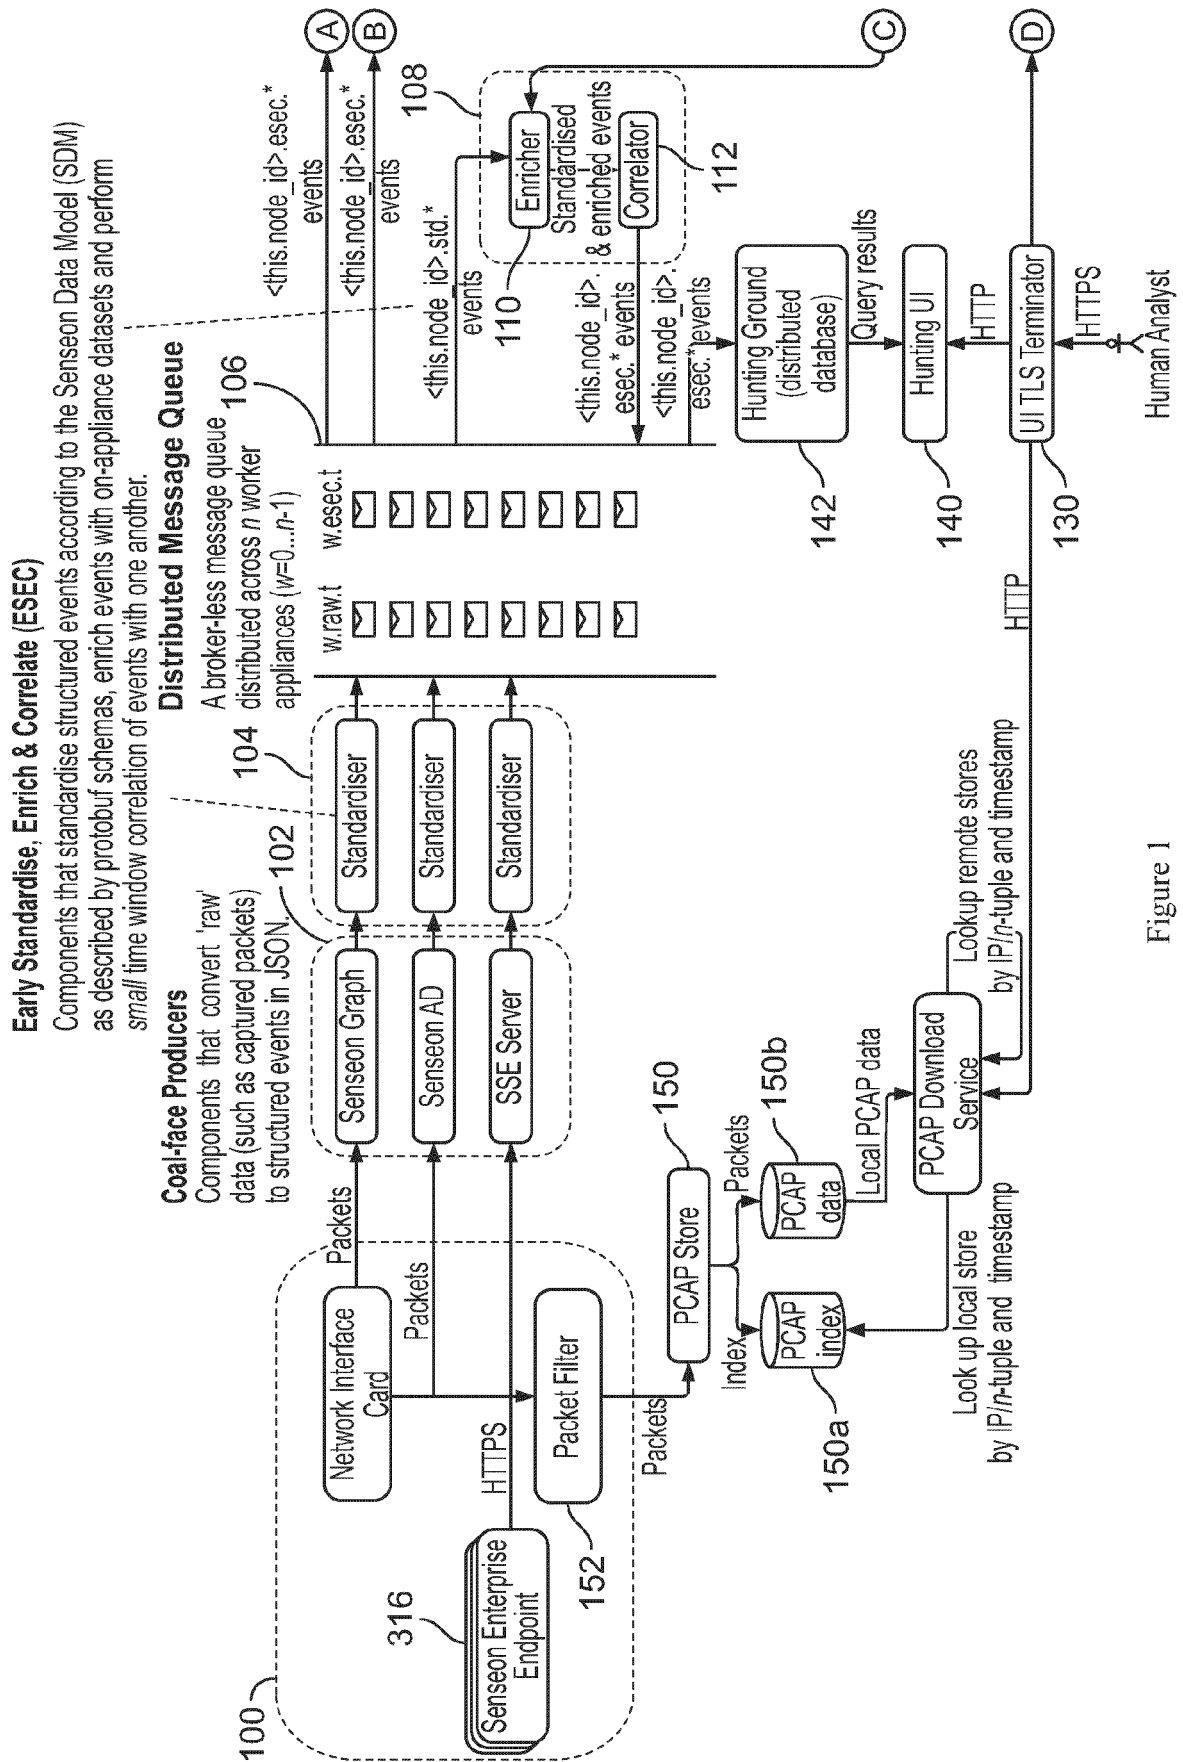 Early Standardise, Enrich & Correlate (ESEC)
Components that standardise structured events according to the Senseon Data Model (SDM)
as described by protobuf schemas, enrich events with on-appliance datasets and perform
small time window correlation of events with one another.
Coal-face Producers
Components that convert 'raw'
data (such as captured packets)
to structured events in JSON.
Distributed Message Queue
A broker-less message queue
distributed across n worker
appliances (w=0...n-1)
100
Network Interface
Card
Packets
Packets
316
Senseon Enterprise
Endpoint
HTTPS
152
Packet Filter
Packets
102
Senseon Graph
Senseon AD
SSE Server
104
Standardiser
Standardiser
Standardiser
106
w.raw.t
w.esec.t
<this.node_id>.esec.*
events
A
<this.node_id>.esec.*
events
B
<this.node_id>.std.*
events
108
110
Enricher
Standardised
& enriched events
Correlator
112
C
<this.node_id>.
esec.* events
<this.node_id>.
esec.*)events
Hunting Ground
(distributed
database)
142
Query results
Hunting UI
140
HTTP
UI TLS Terminator
130
D
HTTPS
Human Analyst
HTTP
150
PCAP Store
Index
Packets
PCAP
index
150a
PCAP
data
150b
Local PCAP data
PCAP Download
Service
Look up local store
by IP/n-tuple and timestamp
Lookup remote stores
by IP/n-tuple and timestamp
Figure 1